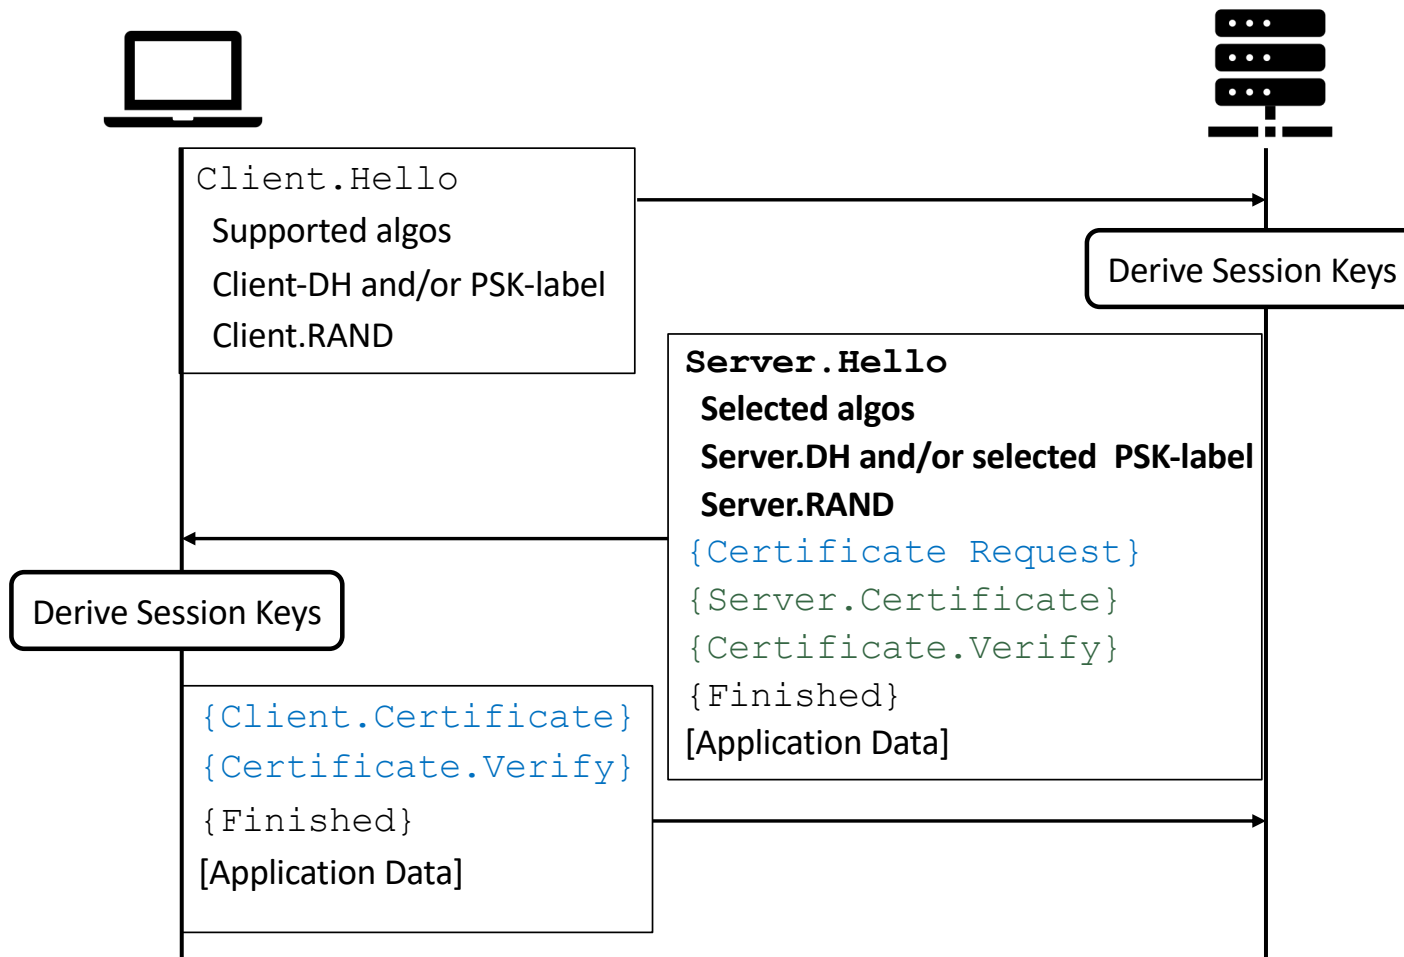 Client.Hello
Supported algos
Client-DH and/or PSK-label
Client.RAND
Derive Session Keys
Server.Hello
Selected algos
Server.DH and/or selected PSK-label
Server.RAND
{Certificate Request}
{Server.Certificate}
{Certificate.Verify}
{Finished}
[Application Data]
Derive Session Keys
{Client.Certificate}
{Certificate.Verify}
{Finished}
[Application Data]